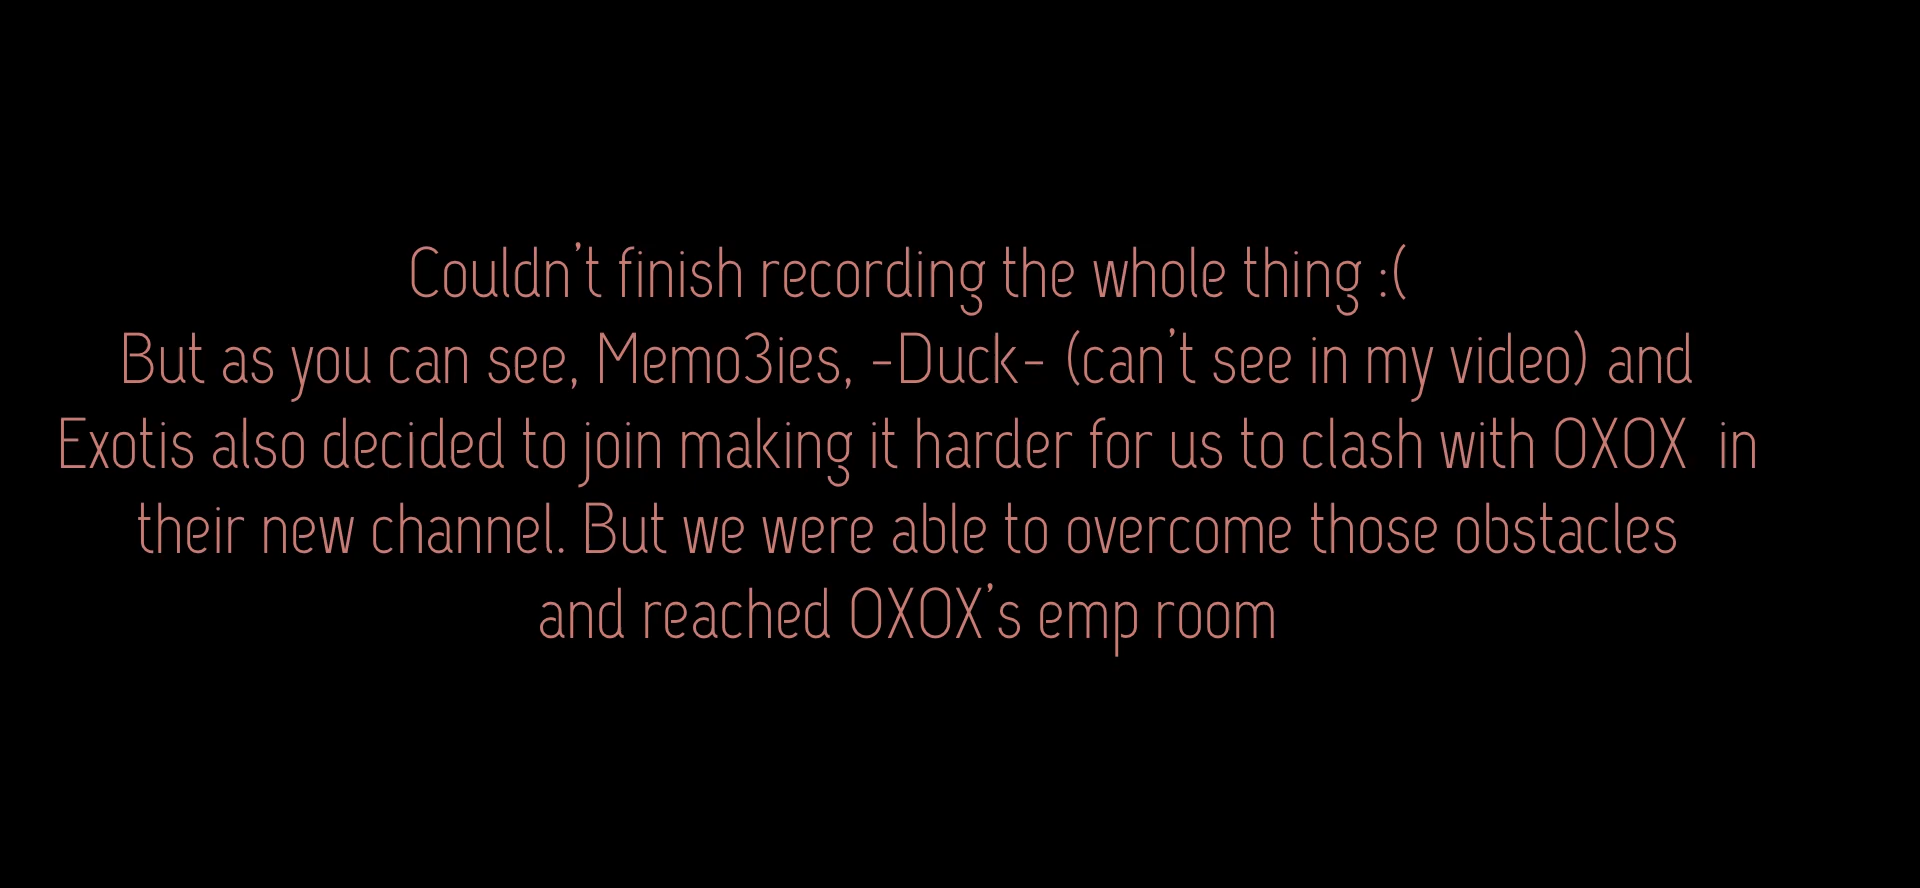 Couldn't finish recording the whole thing :(
But as you can see, Memo3ies, -Duck- (can't see in my video) and
Exotis also decided to join making it harder for us to clash with OXOX  in
their new channel. But we were able to overcome those obstacles
and reached OXOX's emp room